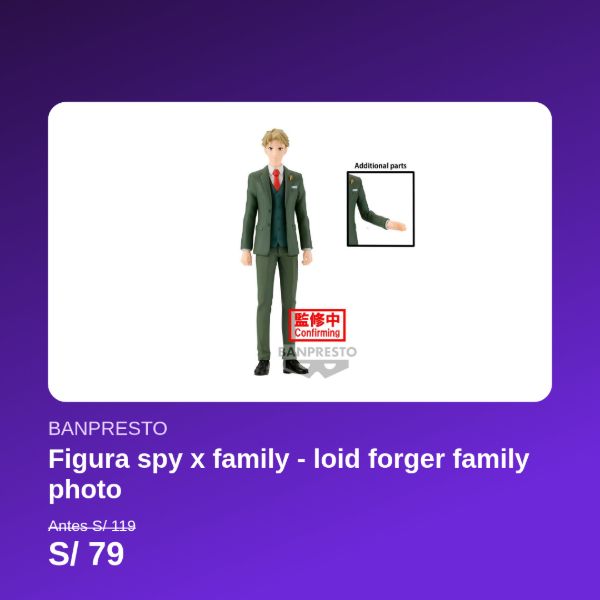 Additional parts
監修中
Confirming
BANPRESTO
BANPRESTO
Figura spy x family - loid forger family
photo
Antes S/ 119
S/ 79